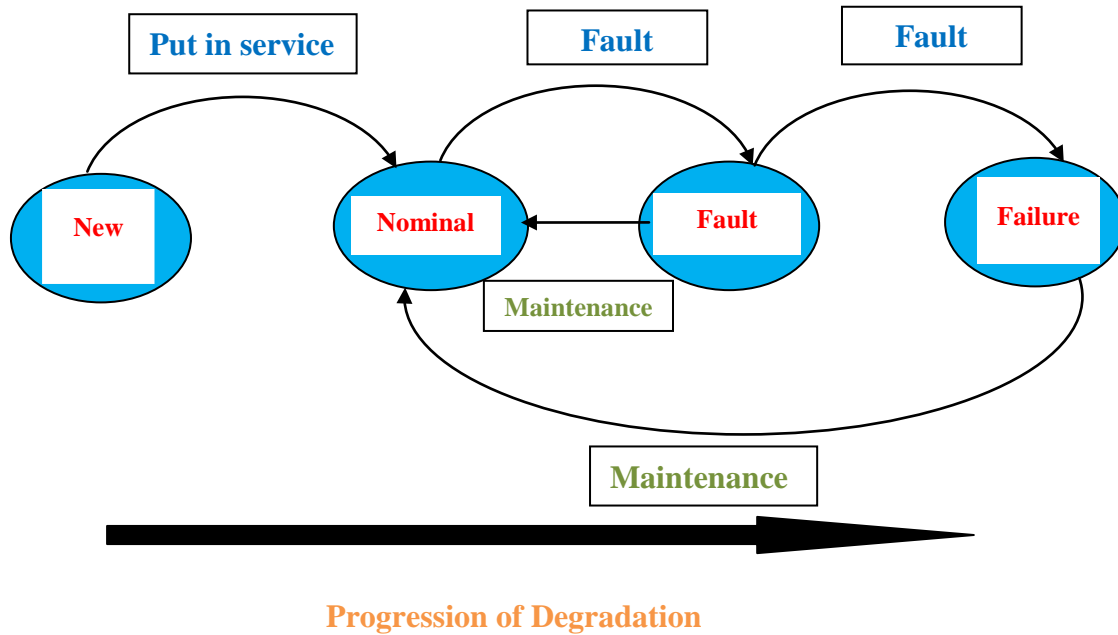 Put in service
Fault
Fault
New
Nominal
Fault
Failure
Maintenance
Maintenance
Progression of Degradation